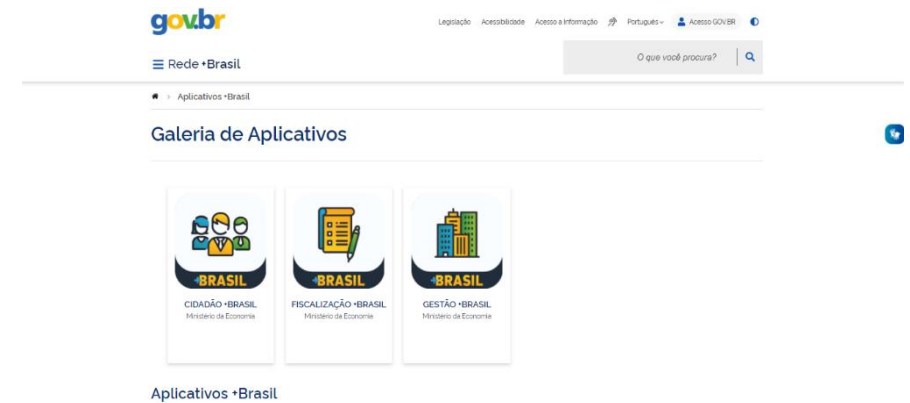 gov.br
Legislação Acessibilidade Acesso a Informação Português Acesso GOV.BR
Rede +Brasil
O que você procura?
Aplicativos +Brasil
Galeria de Aplicativos
+BRASIL +BRASIL +BRASIL
CIDADÃO +BRASIL FISCALIZAÇÃO +BRASIL GESTÃO +BRASIL
Ministério da Economia Ministério da Economia Ministério da Economia
Aplicativos +Brasil